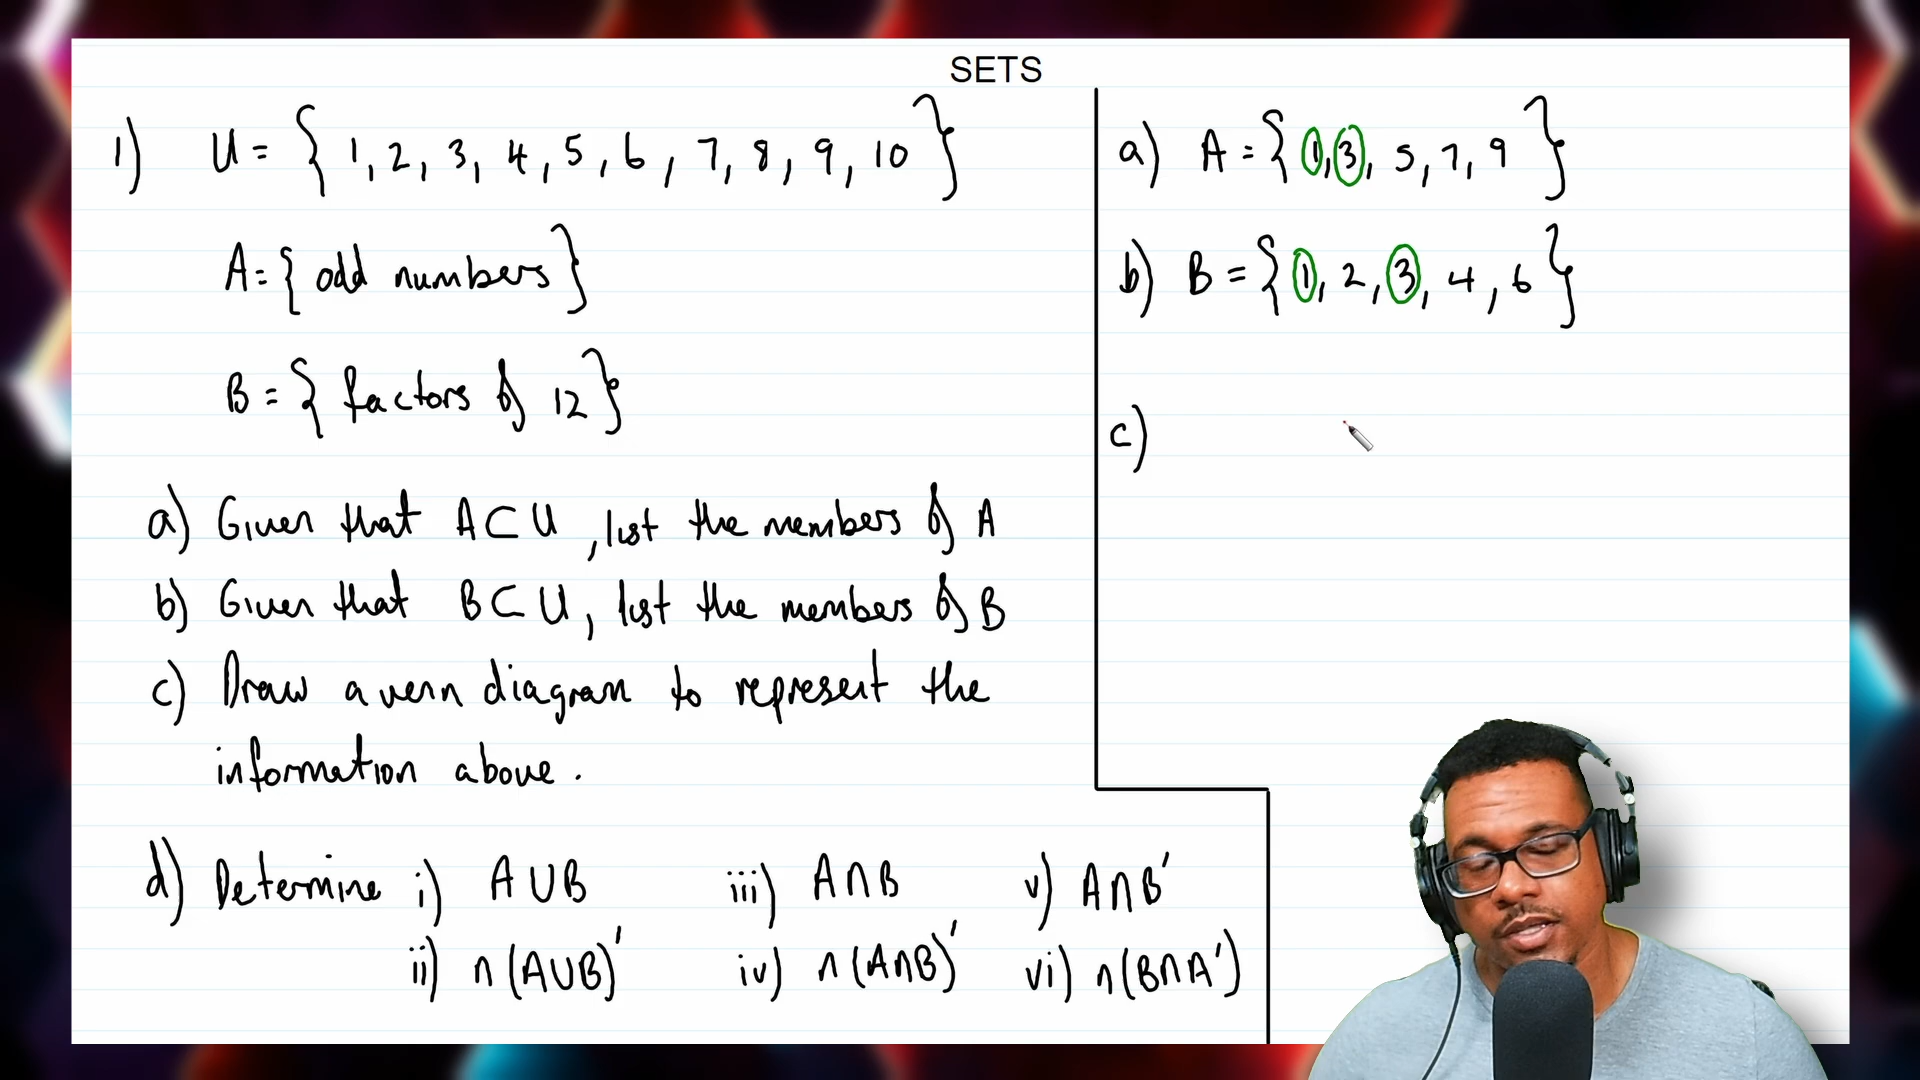 SETS
1) U = { 1, 2, 3, 4, 5, 6, 7, 8, 9, 10 }
A = { odd numbers }
B = { factors of 12 }
a) Given that A ⊂ U, list the members of A
b) Given that B ⊂ U, list the members of B
c) Draw a venn diagram to represent the
information above.
d) Determine i) A ∪ B iii) A ∩ B v) A ∩ B'
ii) n (A ∪ B)' iv) n (A ∩ B)' vi) n (B ∩ A')
a) A = { 1, 3, 5, 7, 9 }
b) B = { 1, 2, 3, 4, 6 }
c)